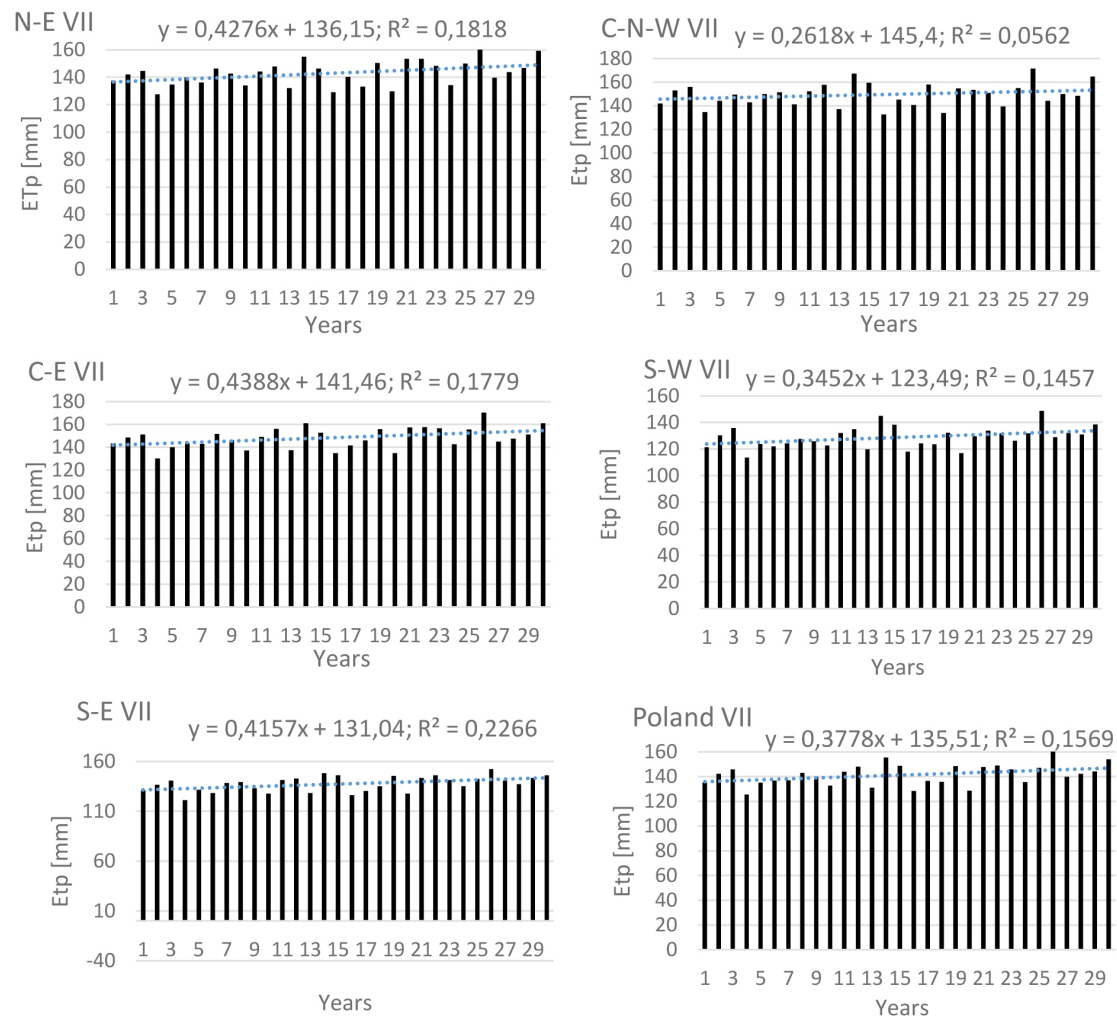 N-E VII
y = 0,4276x + 136,15; R² = 0,1818
160
140
120
100
80
60
40
20
0
ETp [mm]
1 3 5 7 9 11 13 15 17 19 21 23 25 27 29
Years
C-N-W VII
y = 0,2618x + 145,4; R² = 0,0562
180
160
140
120
100
80
60
40
20
0
Etp [mm]
1 3 5 7 9 11 13 15 17 19 21 23 25 27 29
Years
C-E VII
y = 0,4388x + 141,46; R² = 0,1779
180
160
140
120
100
80
60
40
20
0
Etp [mm]
1 3 5 7 9 11 13 15 17 19 21 23 25 27 29
Years
S-W VII
y = 0,3452x + 123,49; R² = 0,1457
160
140
120
100
80
60
40
20
0
Etp [mm]
1 3 5 7 9 11 13 15 17 19 21 23 25 27 29
Years
S-E VII
y = 0,4157x + 131,04; R² = 0,2266
160
110
60
10
-40
Etp [mm]
1 3 5 7 9 11 13 15 17 19 21 23 25 27 29
Years
Poland VII
y = 0,3778x + 135,51; R² = 0,1569
160
140
120
100
80
60
40
20
0
Etp [mm]
1 3 5 7 9 11 13 15 17 19 21 23 25 27 29
Years